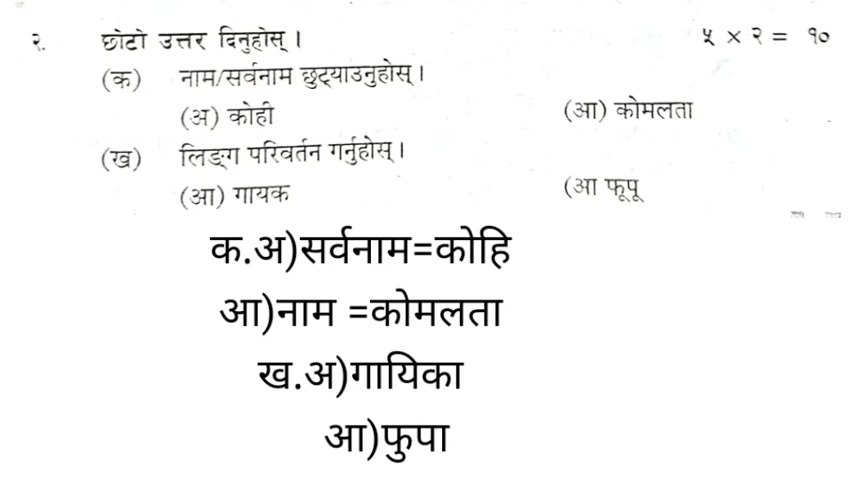 २. छोटो उत्तर दिनुहोस् । ५ × २ = १०
(क) नाम/सर्वनाम छुट्याउनुहोस् ।
(अ) कोही (आ) कोमलता
(ख) लिङ्ग परिवर्तन गर्नुहोस् ।
(आ) गायक (आ फूपू
क.अ)सर्वनाम=कोहि
आ)नाम =कोमलता
ख.अ)गायिका
आ)फुपा